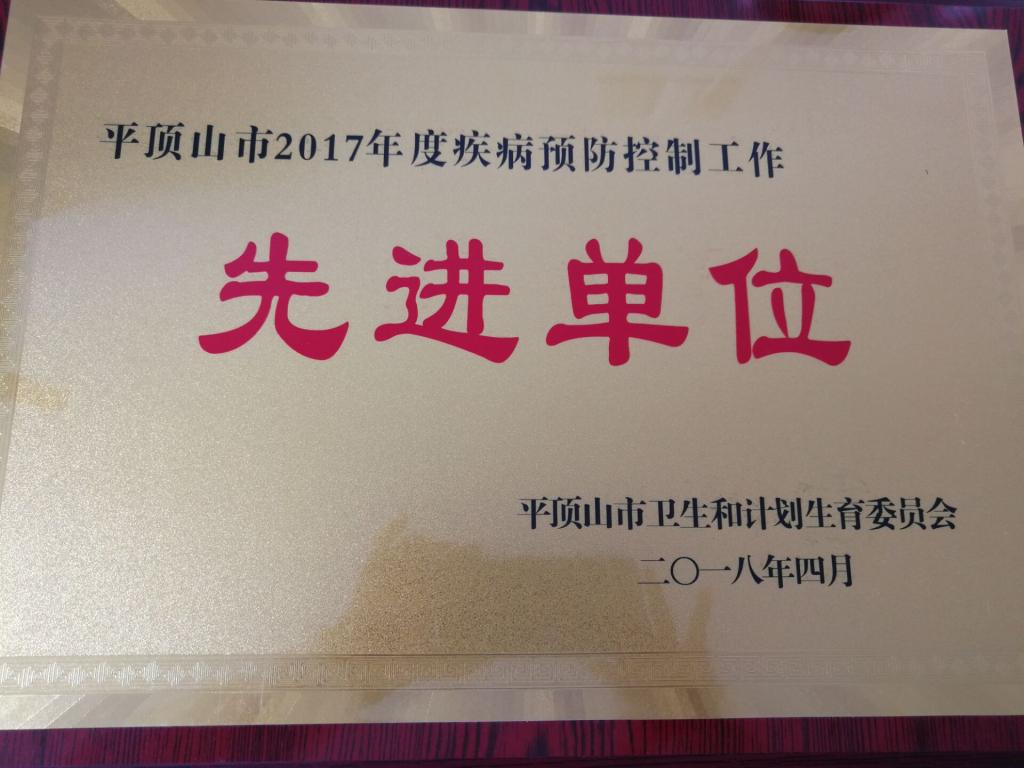 平顶山市2017年度疾病预防控制工作
先进单位
平顶山市卫生和计划生育委员会
二〇一八年四月